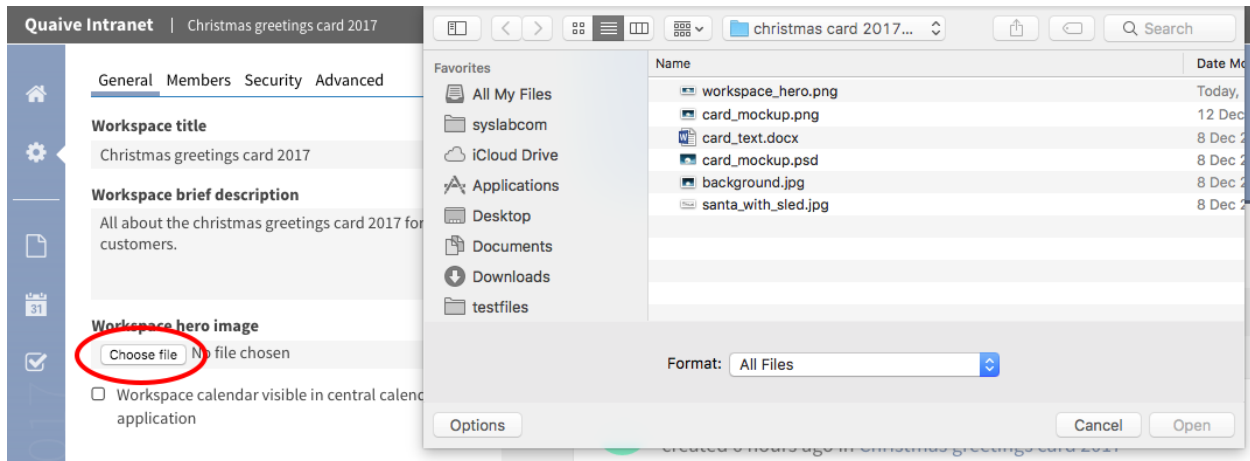 Quaive Intranet | Christmas greetings card 2017
General Members Security Advanced
Workspace title
Christmas greetings card 2017
Workspace brief description
All about the christmas greetings card 2017 for
customers.
Workspace hero image
Choose file No file chosen
Workspace calendar visible in central calend
application
31
2017
christmas card 2017...
Search
Favorites
All My Files
syslabcom
iCloud Drive
Applications
Desktop
Documents
Downloads
testfiles
Name Date Mo
workspace_hero.png Today,
card_mockup.png 12 Dec
card_text.docx 8 Dec 2
card_mockup.psd 8 Dec 2
background.jpg 8 Dec 2
santa_with_sled.jpg 8 Dec 2
Format: All Files
Options Cancel Open
created 6 hours ago in Christmas greetings card 2017